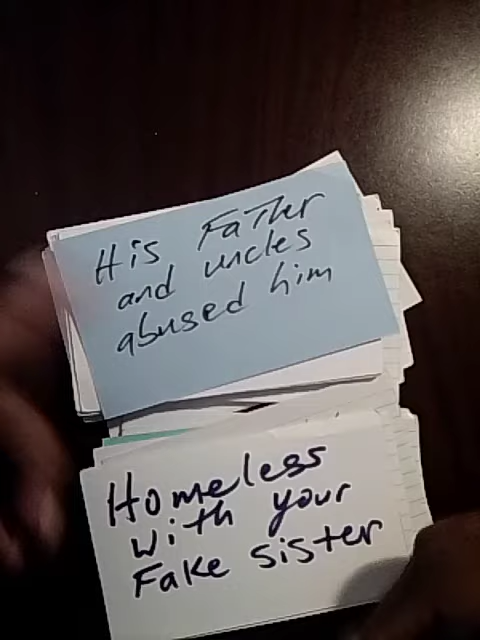 His Father
and uncles
abused him
Homeless
with your
Fake sister